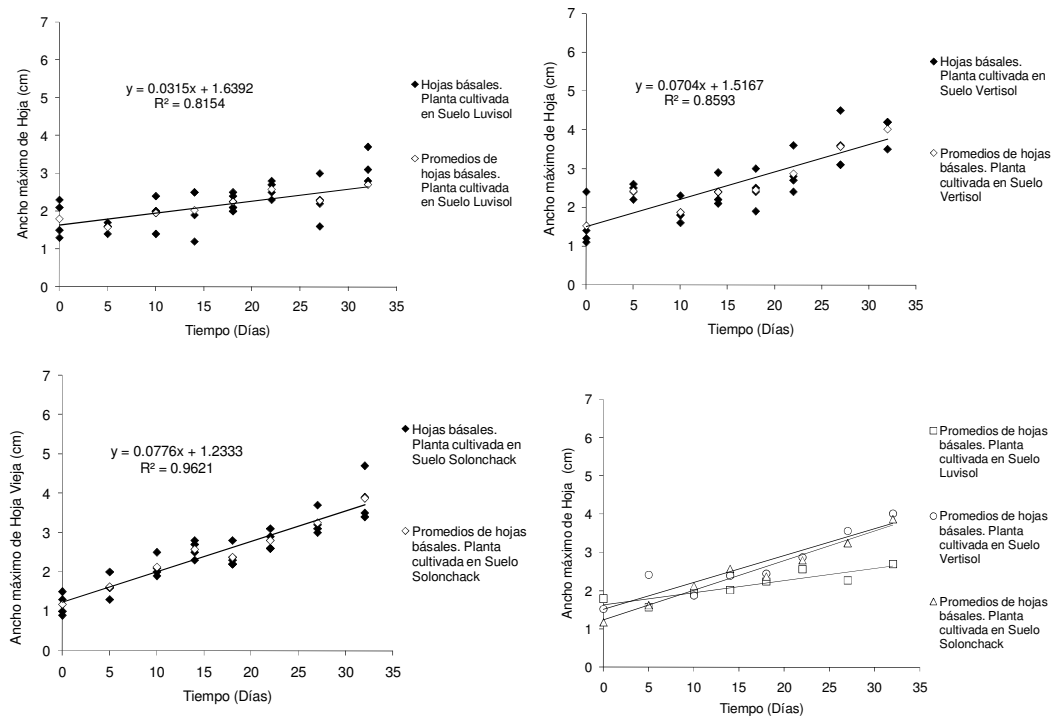 7
6
5
4
3
2
1
0
0 5 10 15 20 25 30 35
Ancho máximo de Hoja (cm)
Tiempo (Días)
y = 0.0315x + 1.6392
R² = 0.8154
Hojas básales.
Planta cultivada
en Suelo Luvisol
Promedios de
hojas básales.
Planta cultivada
en Suelo Luvisol
7
6
5
4
3
2
1
0
0 5 10 15 20 25 30 35
Ancho máximo de Hoja (cm)
Tiempo (Días)
y = 0.0704x + 1.5167
R² = 0.8593
Hojas básales.
Planta cultivada en
Suelo Vertisol
Promedios de hojas
básales. Planta
cultivada en Suelo
Vertisol
7
6
5
4
3
2
1
0
0 5 10 15 20 25 30 35
Ancho máximo de Hoja Vieja (cm)
Tiempo (Días)
y = 0.0776x + 1.2333
R² = 0.9621
Hojas básales.
Planta cultivada en
Suelo Solonchack
Promedios de hojas
básales. Planta
cultivada en Suelo
Solonchack
7
6
5
4
3
2
1
0
0 5 10 15 20 25 30 35
Ancho máximo de Hoja (cm)
Tiempo (Días)
Promedios de hojas
básales. Planta
cultivada en Suelo
Luvisol
Promedios de hojas
básales. Planta
cultivada en Suelo
Vertisol
Promedios de hojas
básales. Planta
cultivada en Suelo
Solonchack